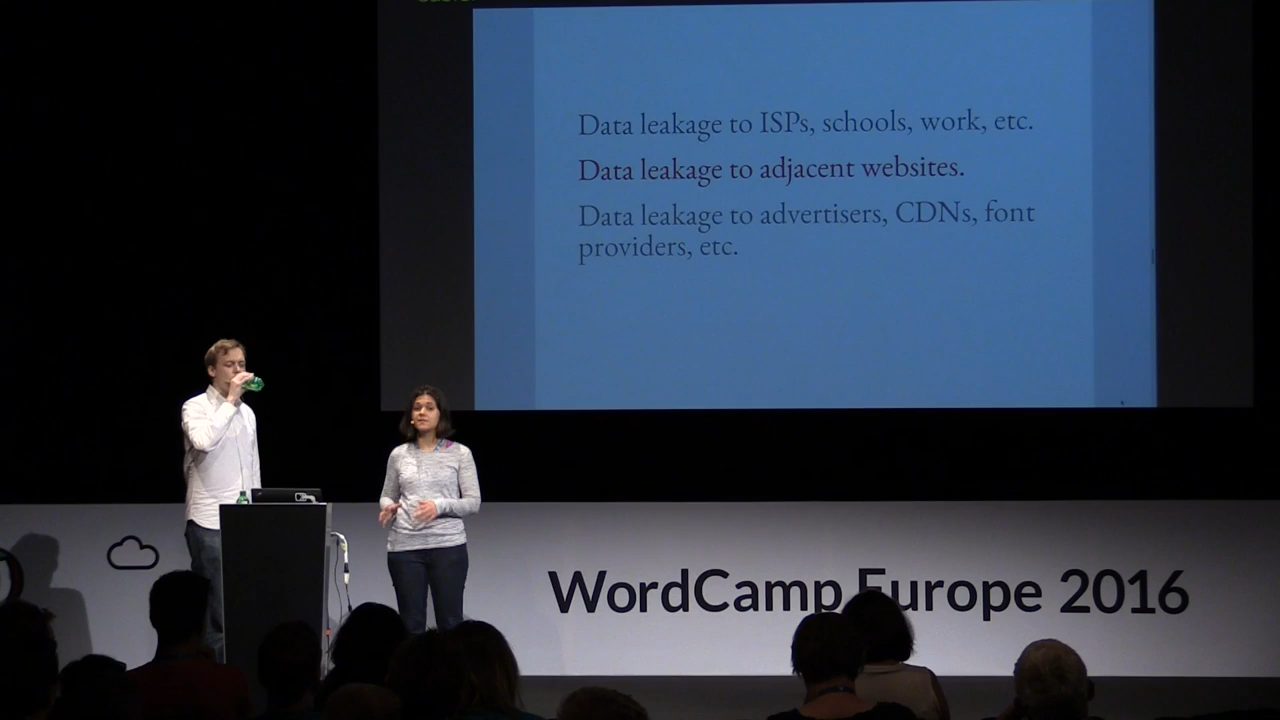 Data leakage to ISPs, schools, work, etc.
Data leakage to adjacent websites.
Data leakage to advertisers, CDNs, font
providers, etc.
WordCamp Europe 2016